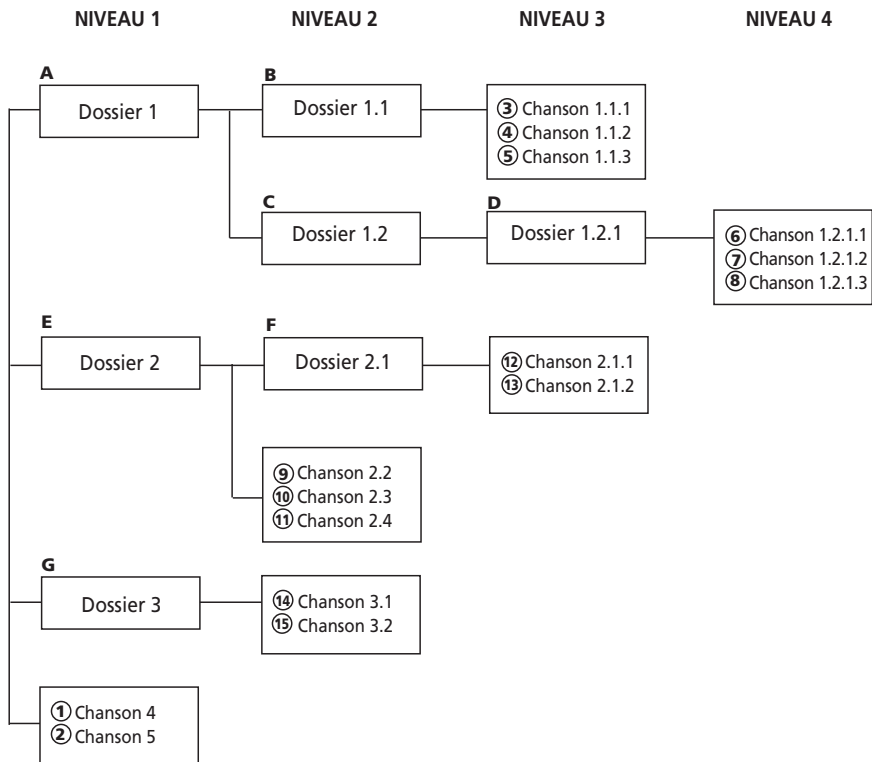 NIVEAU 1 NIVEAU 2 NIVEAU 3 NIVEAU 4
A
Dossier 1
B
Dossier 1.1
③ Chanson 1.1.1
④ Chanson 1.1.2
⑤ Chanson 1.1.3
C
Dossier 1.2
D
Dossier 1.2.1
⑥ Chanson 1.2.1.1
⑦ Chanson 1.2.1.2
⑧ Chanson 1.2.1.3
E
Dossier 2
F
Dossier 2.1
⑫ Chanson 2.1.1
⑬ Chanson 2.1.2
⑨ Chanson 2.2
⑩ Chanson 2.3
⑪ Chanson 2.4
G
Dossier 3
⑭ Chanson 3.1
⑮ Chanson 3.2
① Chanson 4
② Chanson 5